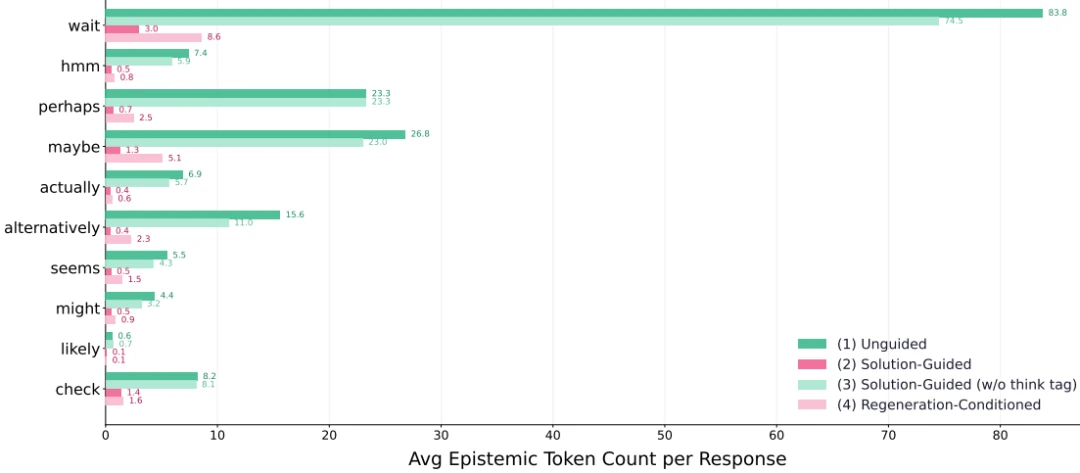 wait
83.8
74.5
3.0
8.6
hmm
7.4
5.9
0.5
0.8
perhaps
23.3
23.3
0.7
2.5
maybe
26.8
23.0
1.3
5.1
actually
6.9
5.7
0.4
0.6
alternatively
15.6
11.0
0.4
2.3
seems
5.5
4.3
0.5
1.5
might
4.4
3.2
0.5
0.9
likely
0.6
0.7
0.1
0.1
check
8.2
8.1
1.4
1.6
(1) Unguided
(2) Solution-Guided
(3) Solution-Guided (w/o think tag)
(4) Regeneration-Conditioned
0 10 20 30 40 50 60 70 80
Avg Epistemic Token Count per Response